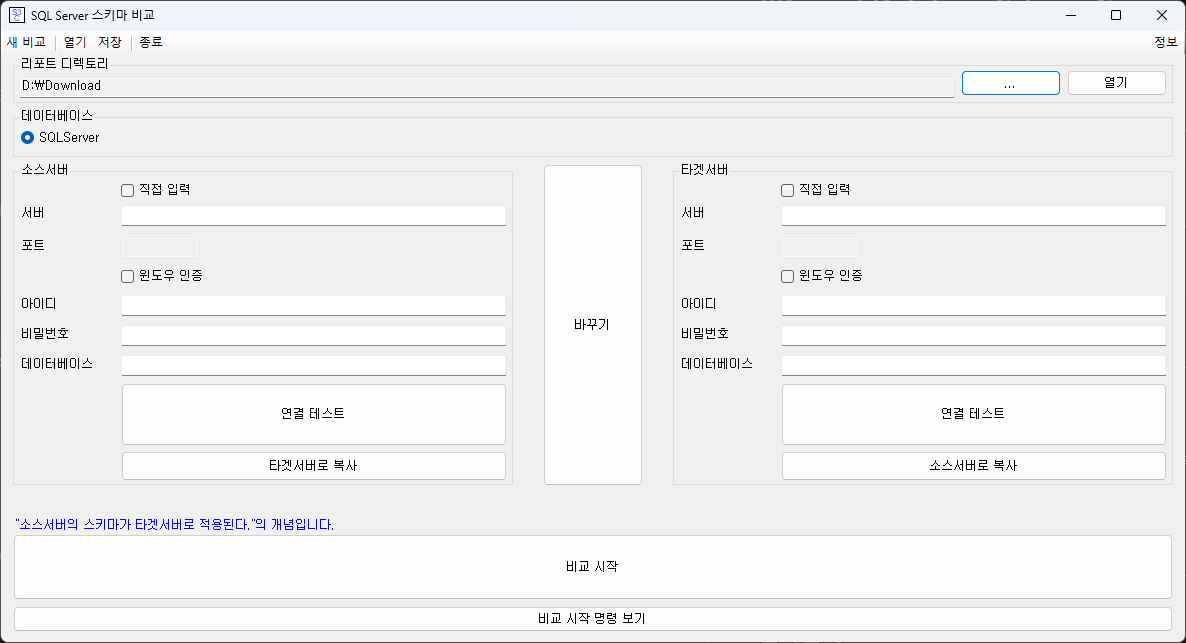 SQL Server 스키마 비교
새 비교 열기 저장 종료 정보
리포트 디렉토리
D:₩Download ... 열기
데이터베이스
SQLServer
소스서버
직접 입력
서버
포트
윈도우 인증
아이디
비밀번호
데이터베이스
연결 테스트
타겟서버로 복사
바꾸기
타겟서버
직접 입력
서버
포트
윈도우 인증
아이디
비밀번호
데이터베이스
연결 테스트
소스서버로 복사
"소스서버의 스키마가 타겟서버로 적용된다."의 개념입니다.
비교 시작
비교 시작 명령 보기